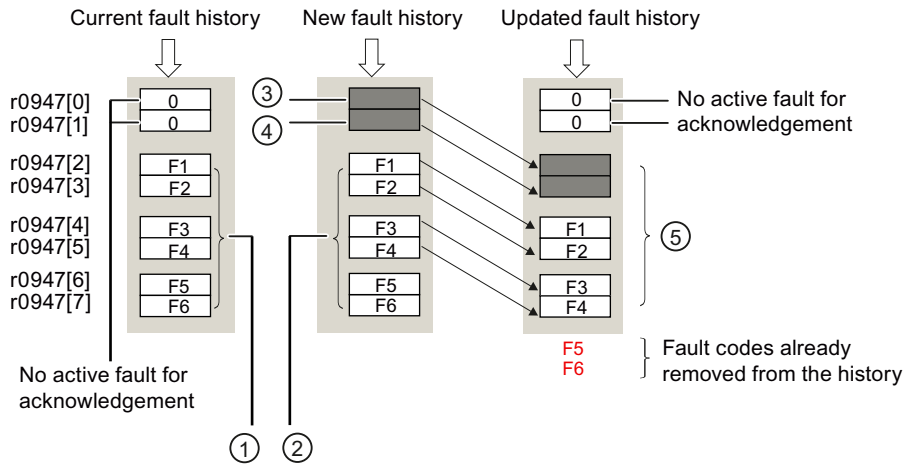 Current fault history
New fault history
Updated fault history
r0947[0]
r0947[1]
r0947[2]
r0947[3]
r0947[4]
r0947[5]
r0947[6]
r0947[7]
0
0
F1
F2
F3
F4
F5
F6
No active fault for
acknowledgement
1
3
4
F1
F2
F3
F4
F5
F6
2
0
0
F1
F2
F3
F4
No active fault for
acknowledgement
5
F5
F6
Fault codes already
removed from the history